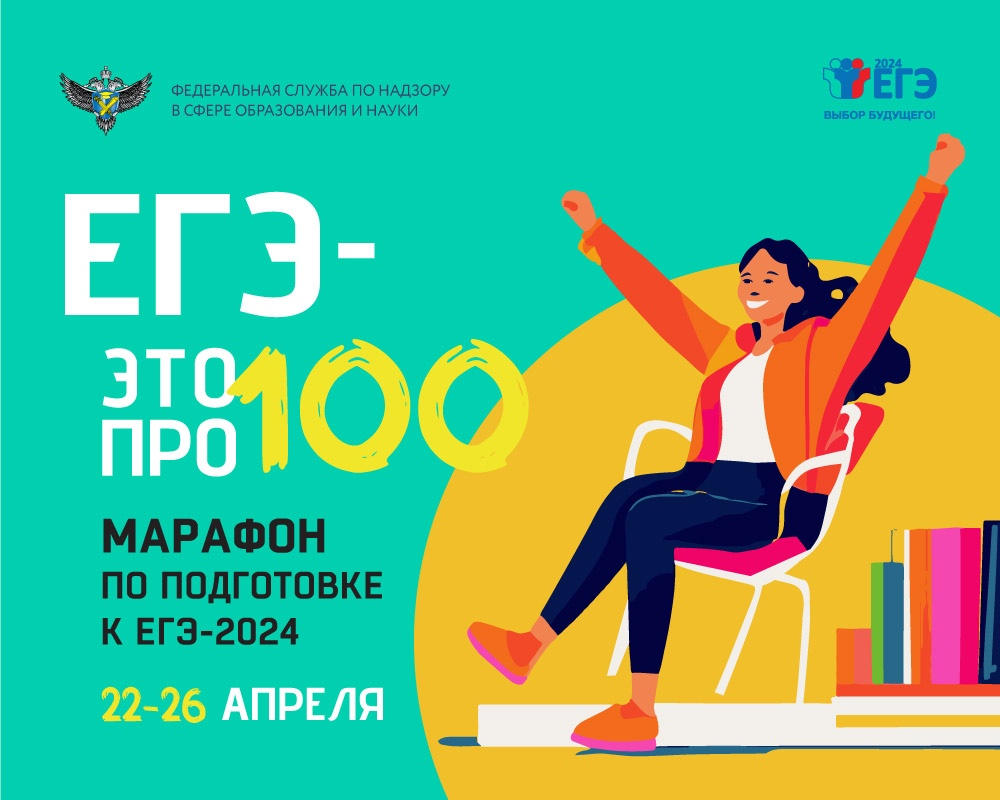 ФЕДЕРАЛЬНАЯ СЛУЖБА ПО НАДЗОРУ
В СФЕРЕ ОБРАЗОВАНИЯ И НАУКИ
2024
ЕГЭ
ВЫБОР БУДУЩЕГО!
ЕГЭ-
ЭТО
ПРО 100
МАРАФОН
ПО ПОДГОТОВКЕ
К ЕГЭ-2024
22-26 АПРЕЛЯ